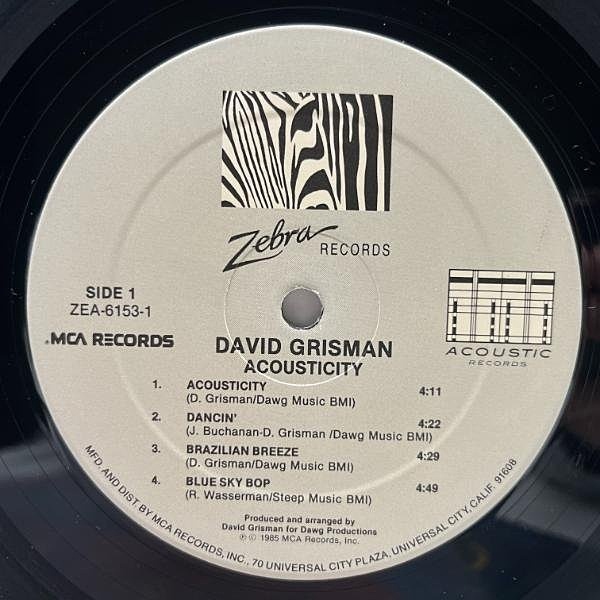 Zebra RECORDS
SIDE 1
ZEA-6153-1
MCA RECORDS
ACOUSTIC
RECORDS
DAVID GRISMAN
ACOUSTICITY
1. ACOUSTICITY 4:11
(D. Grisman/Dawg Music BMI)
2. DANCIN' 4:22
(J. Buchanan-D. Grisman /Dawg Music BMI)
3. BRAZILIAN BREEZE 4:29
(D. Grisman/Dawg Music BMI)
4. BLUE SKY BOP 4:49
(R. Wasserman/Steep Music BMI)
Produced and arranged by
David Grisman for Dawg Productions
℗ © 1985 MCA Records, Inc.
MFD. AND DIST. BY MCA RECORDS, INC., 70 UNIVERSAL CITY PLAZA, UNIVERSAL CITY, CALIF. 91608